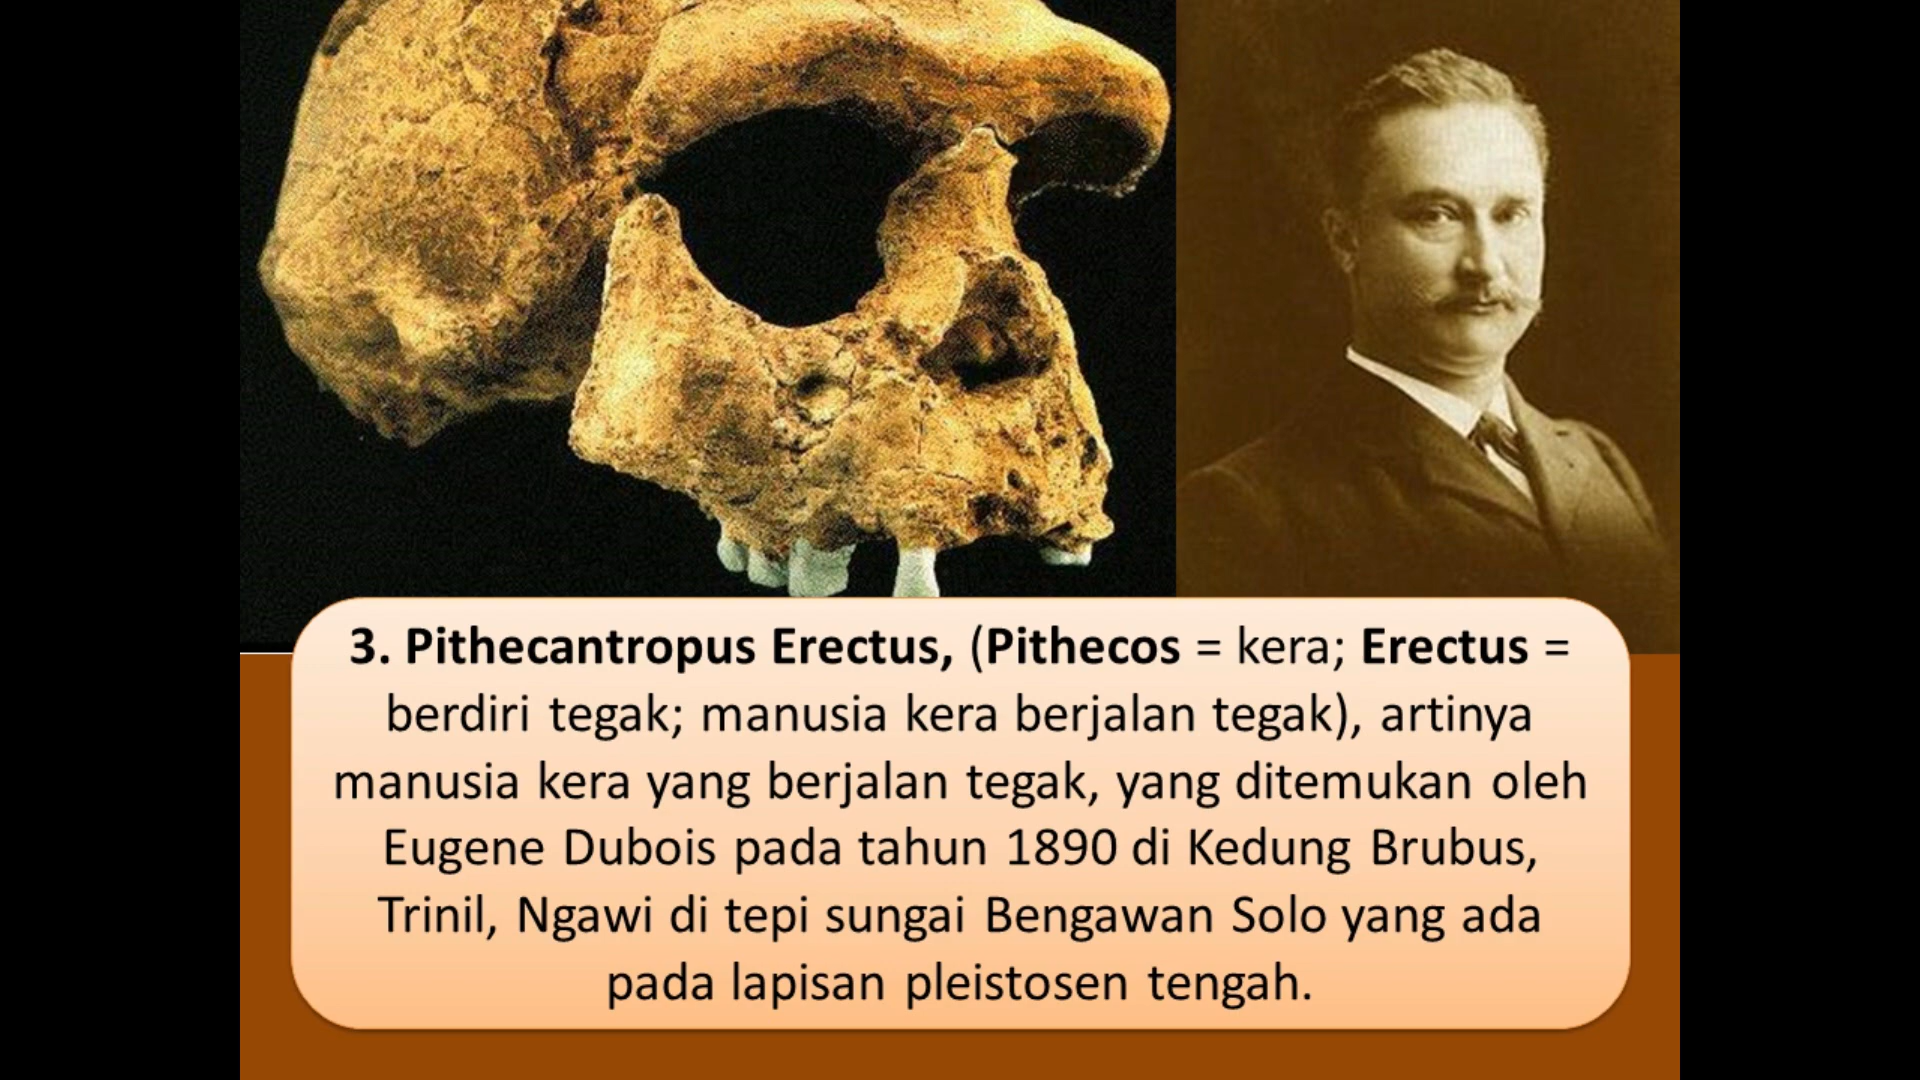 3. Pithecantropus Erectus, (Pithecos = kera; Erectus =
berdiri tegak; manusia kera berjalan tegak), artinya
manusia kera yang berjalan tegak, yang ditemukan oleh
Eugene Dubois pada tahun 1890 di Kedung Brubus,
Trinil, Ngawi di tepi sungai Bengawan Solo yang ada
pada lapisan pleistosen tengah.